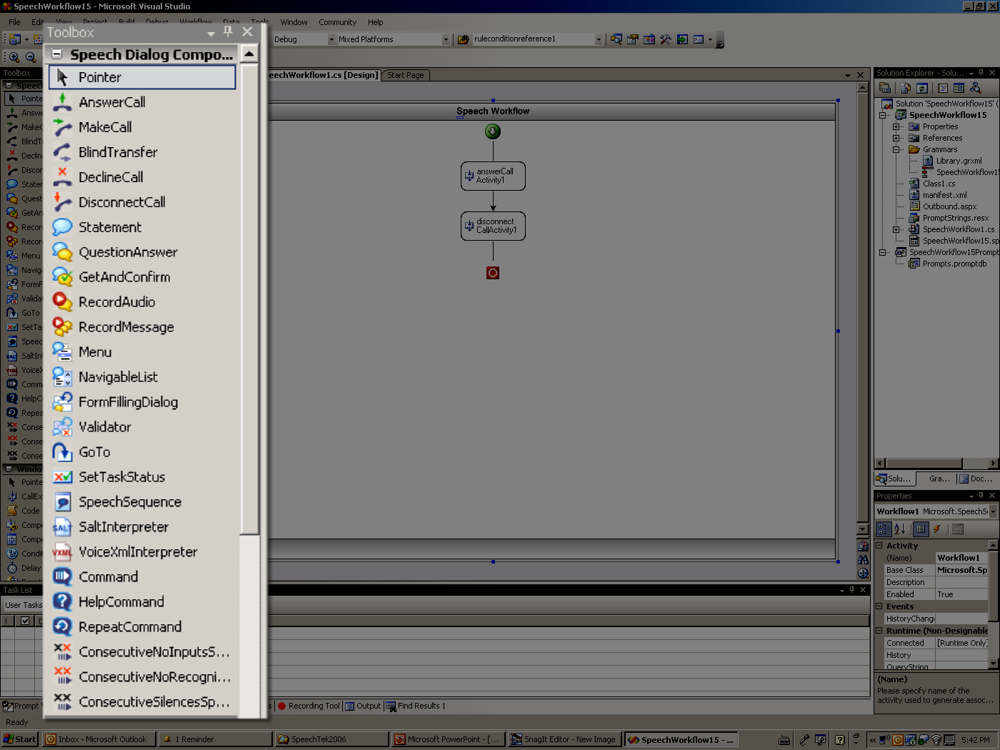 SpeechWorkflow15 - Microsoft Visual Studio
File Window Community Help
Toolbox
Debug Mixed Platforms ruleconditionreference1
Speech Dialog Compo...
Pointer
AnswerCall
MakeCall
BlindTransfer
DeclineCall
DisconnectCall
Statement
QuestionAnswer
GetAndConfirm
RecordAudio
RecordMessage
Menu
NavigableList
FormFillingDialog
Validator
GoTo
SetTaskStatus
SpeechSequence
SaltInterpreter
VoiceXmlInterpreter
Command
HelpCommand
RepeatCommand
ConsecutiveNoInputsS...
ConsecutiveNoRecogni...
ConsecutiveSilencesSp...
Toolbox
Speec
Pointe
Answ
Make
BlindT
Declin
Discon
Stater
Quest
GetAn
Recor
Recor
Menu
Naviga
FormF
Valida
GoTo
SetTa
Speec
SaltIn
VoiceX
Comm
HelpC
Repea
Conse
Conse
Conse
Windo
Pointe
CallEx
Code
Compe
Compe
Condit
Delay
eechWorkflow1.cs [Design] Start Page
Speech Workflow
answerCall
Activity1
disconnect
CallActivity1
Solution Explorer - Solu...
Solution 'SpeechWorkflow15' (
SpeechWorkflow15
Properties
References
Grammars
Library.grxml
SpeechWorkflow1
Class1.cs
manifest.xml
Outbound.aspx
PromptStrings.resx
SpeechWorkflow1.cs
SpeechWorkflow15.sp
SpeechWorkflow15Prompt
Prompts.promptdb
Solu... Gra... Doc...
Properties
Workflow1 Microsoft.SpeechS
Activity
(Name) Workflow1
Base Class Microsoft.Sp
Description
Enabled True
Events
HistoryChang
Runtime (Non-Designable
Connected [Runtime Only]
History
QueryString
(Name)
Please specify name of the
activity used to generate assoc...
Task List
User Tasks
!
Prompt Recording Tool Output Find Results 1
Ready
Start Inbox - Microsoft Outlook 1 Reminder SpeechTek2006 Microsoft PowerPoint - [... SnagIt Editor - New Image SpeechWorkflow15 - ... 5:42 PM